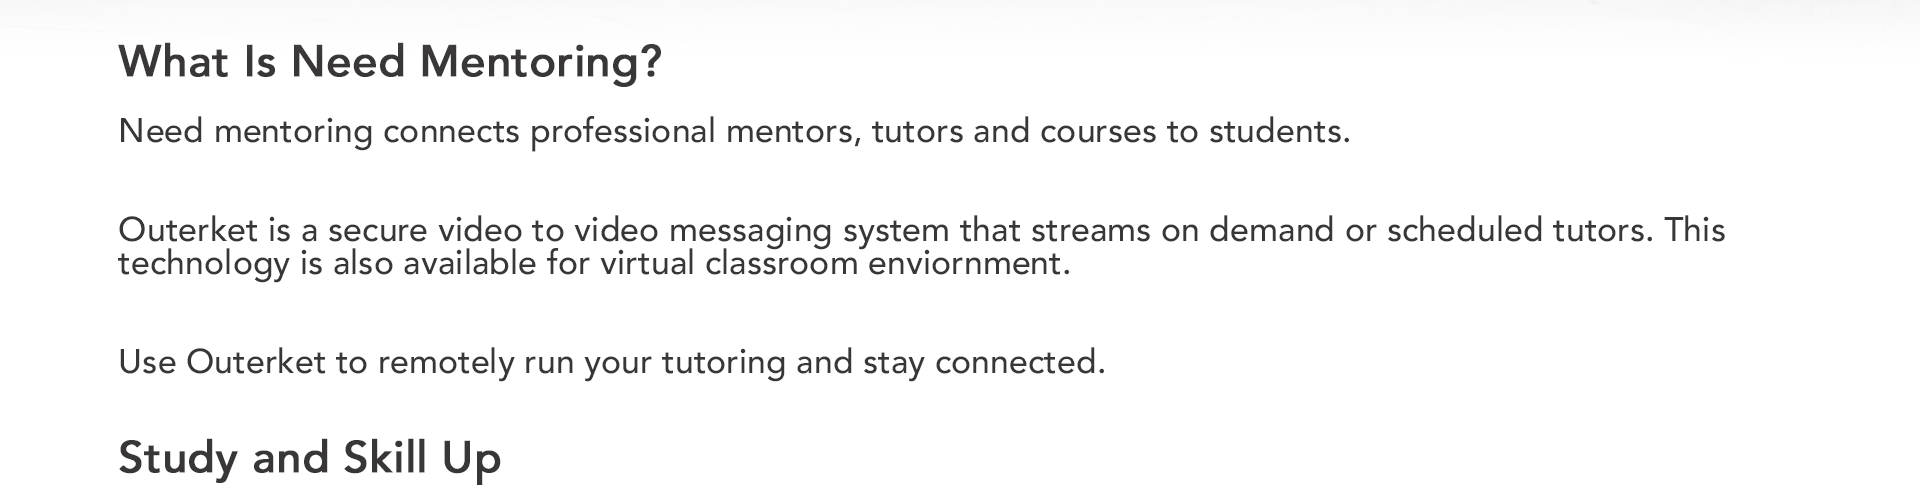 What Is Need Mentoring?
Need mentoring connects professional mentors, tutors and courses to students.
Outerket is a secure video to video messaging system that streams on demand or scheduled tutors. This
technology is also available for virtual classroom enviornment.
Use Outerket to remotely run your tutoring and stay connected.
Study and Skill Up